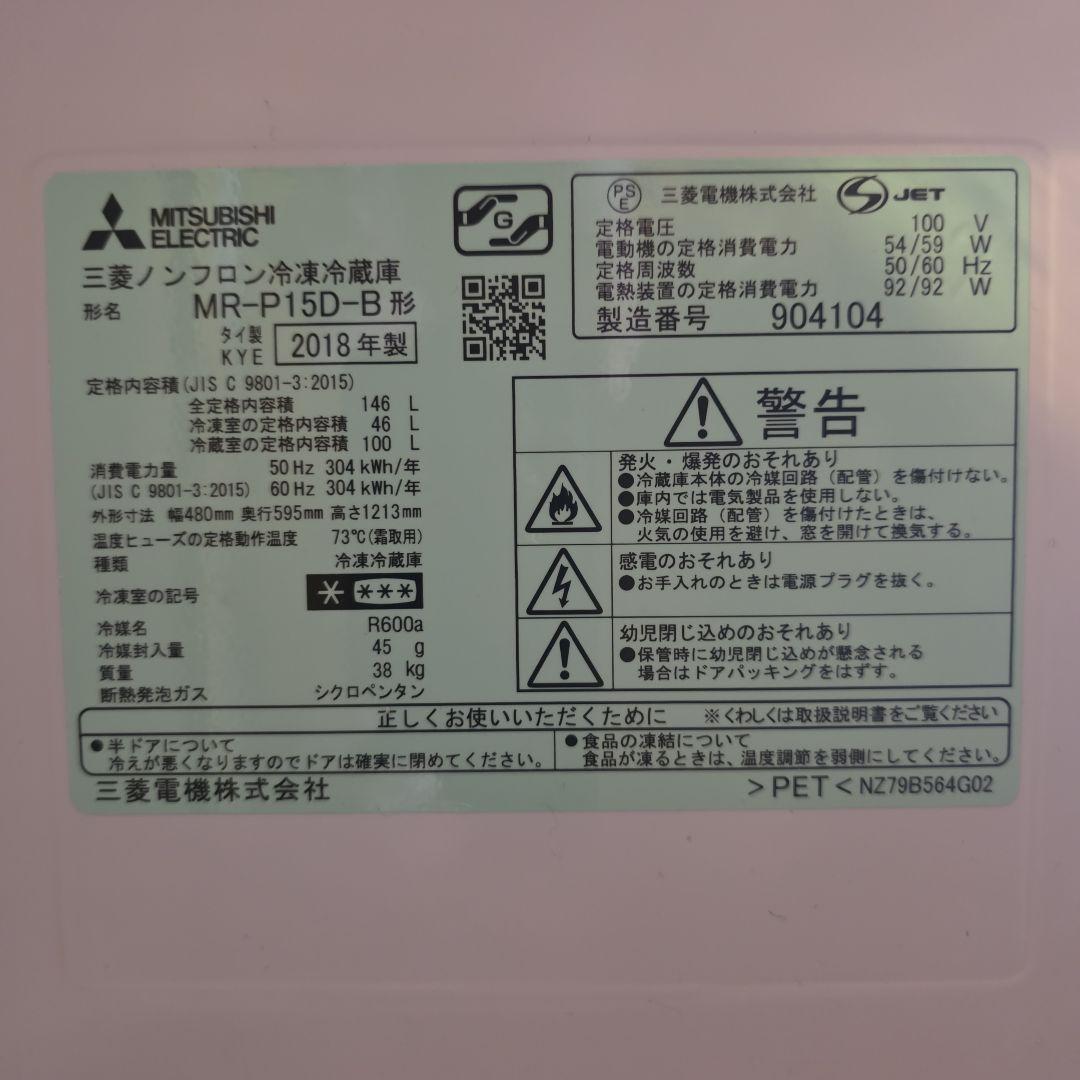 MITSUBISHI
ELECTRIC
G
三菱ノンフロン冷凍冷蔵庫
形名 MR-P15D-B 形
タイ製
KYE 2018年製
定格内容積(JIS C 9801-3:2015)
全定格内容積 146 L
冷凍室の定格内容積 46 L
冷蔵室の定格内容積 100 L
消費電力量 50Hz 304kWh/年
(JIS C 9801-3:2015) 60Hz 304kWh/年
外形寸法 幅480mm 奥行595mm 高さ1213mm
温度ヒューズの定格動作温度 73℃(霜取用)
種類 冷凍冷蔵庫
冷凍室の記号 * ***
冷媒名 R600a
冷媒封入量 45 g
質量 38 kg
断熱発泡ガス シクロペンタン
PS
E 三菱電機株式会社 S JET
定格電圧 100 V
電動機の定格消費電力 54/59 W
定格周波数 50/60 Hz
電熱装置の定格消費電力 92/92 W
製造番号 904104
警告
発火・爆発のおそれあり
●冷蔵庫本体の冷媒回路(配管)を傷付けない。
●庫内では電気製品を使用しない。
●冷媒回路(配管)を傷付けたときは、
火気の使用を避け、窓を開けて換気する。
感電のおそれあり
●お手入れのときは電源プラグを抜く。
幼児閉じ込めのおそれあり
●保管時に幼児閉じ込めが懸念される
場合はドアパッキングをはずす。
正しくお使いいただくために ※くわしくは取扱説明書をご覧ください
●半ドアについて
冷えが悪くなりますのでドアは確実に閉めてください。
●食品の凍結について
食品が凍るときは、温度調節を弱側にしてください。
三菱電機株式会社 >PET< NZ79B564G02